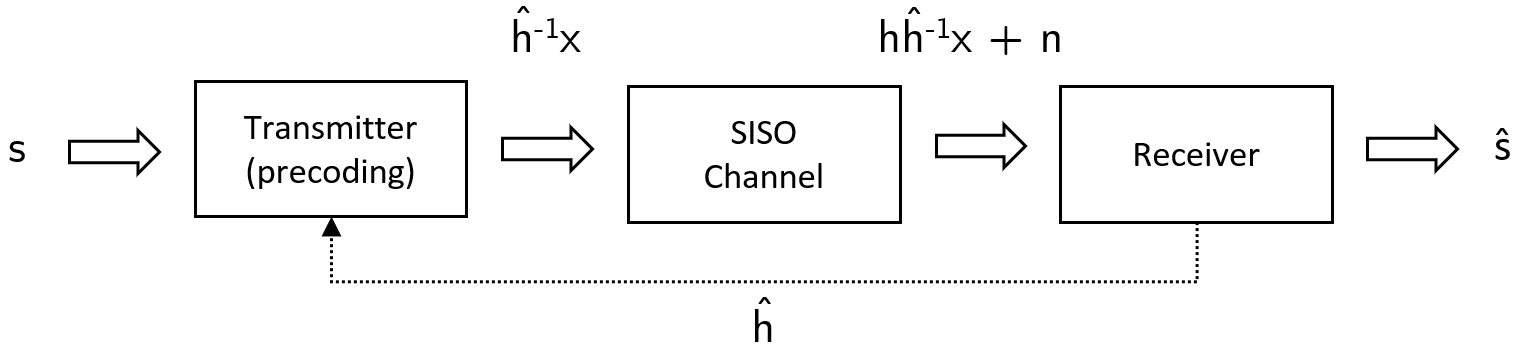 ĥ⁻¹x
hĥ⁻¹x + n
s
Transmitter
(precoding)
SISO
Channel
Receiver
ŝ
ĥ